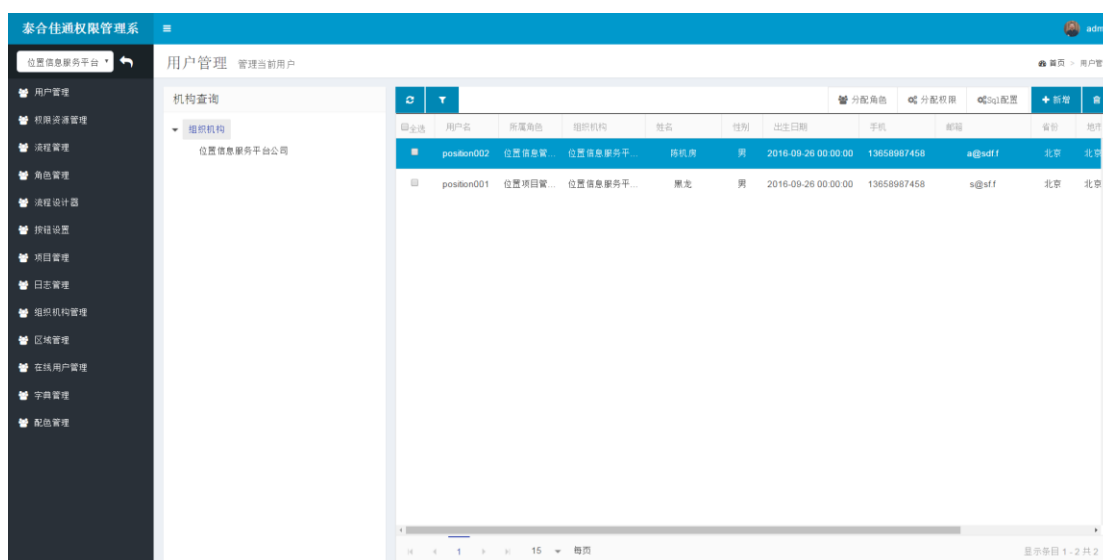 泰合佳通权限管理系
adm
位置信息服务平台
用户管理 管理当前用户
首页 > 用户管
用户管理
权限资源管理
流程管理
角色管理
流程设计器
按钮设置
项目管理
日志管理
组织机构管理
区域管理
在线用户管理
字典管理
配色管理
机构查询
组织机构
位置信息服务平台公司
分配角色 分配权限 Sql配置 新增
全选 用户名 所属角色 组织机构 姓名 性别 出生日期 手机 邮箱 省份 地市
position002 位置信息管... 位置信息服务平... 陈机房 男 2016-09-26 00:00:00 13658987458 a@sdf.f 北京 北京
position001 位置项目管... 位置信息服务平... 黑龙 男 2016-09-26 00:00:00 13658987458 s@sf.f 北京 北京
1 15 每页
显示条目 1 - 2 共 2